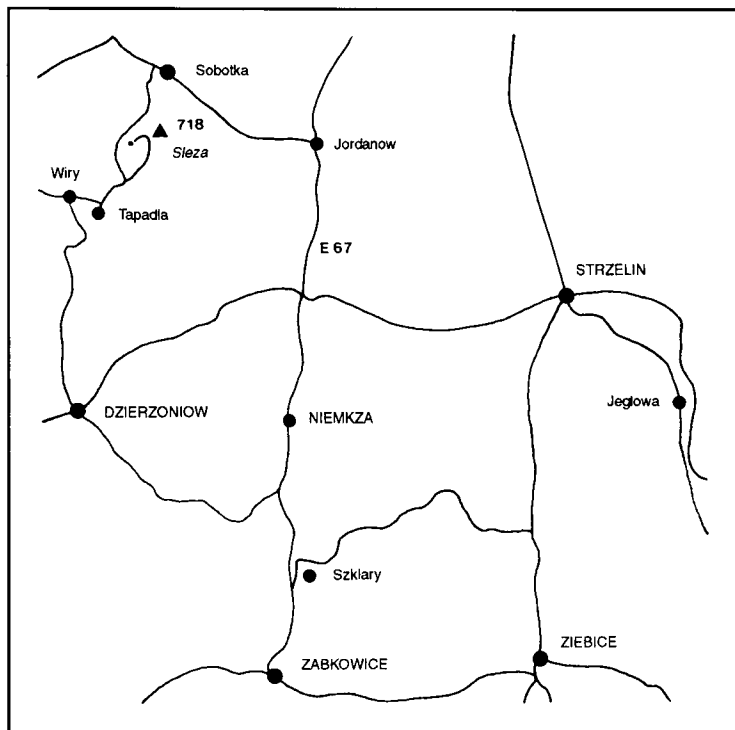 Sobotka
718
Sleza
Jordanow
Wiry
Tapadla
E 67
STRZELIN
DZIERZONIOW
NIEMKZA
Jeglowa
Szklary
ZIEBICE
ZABKOWICE